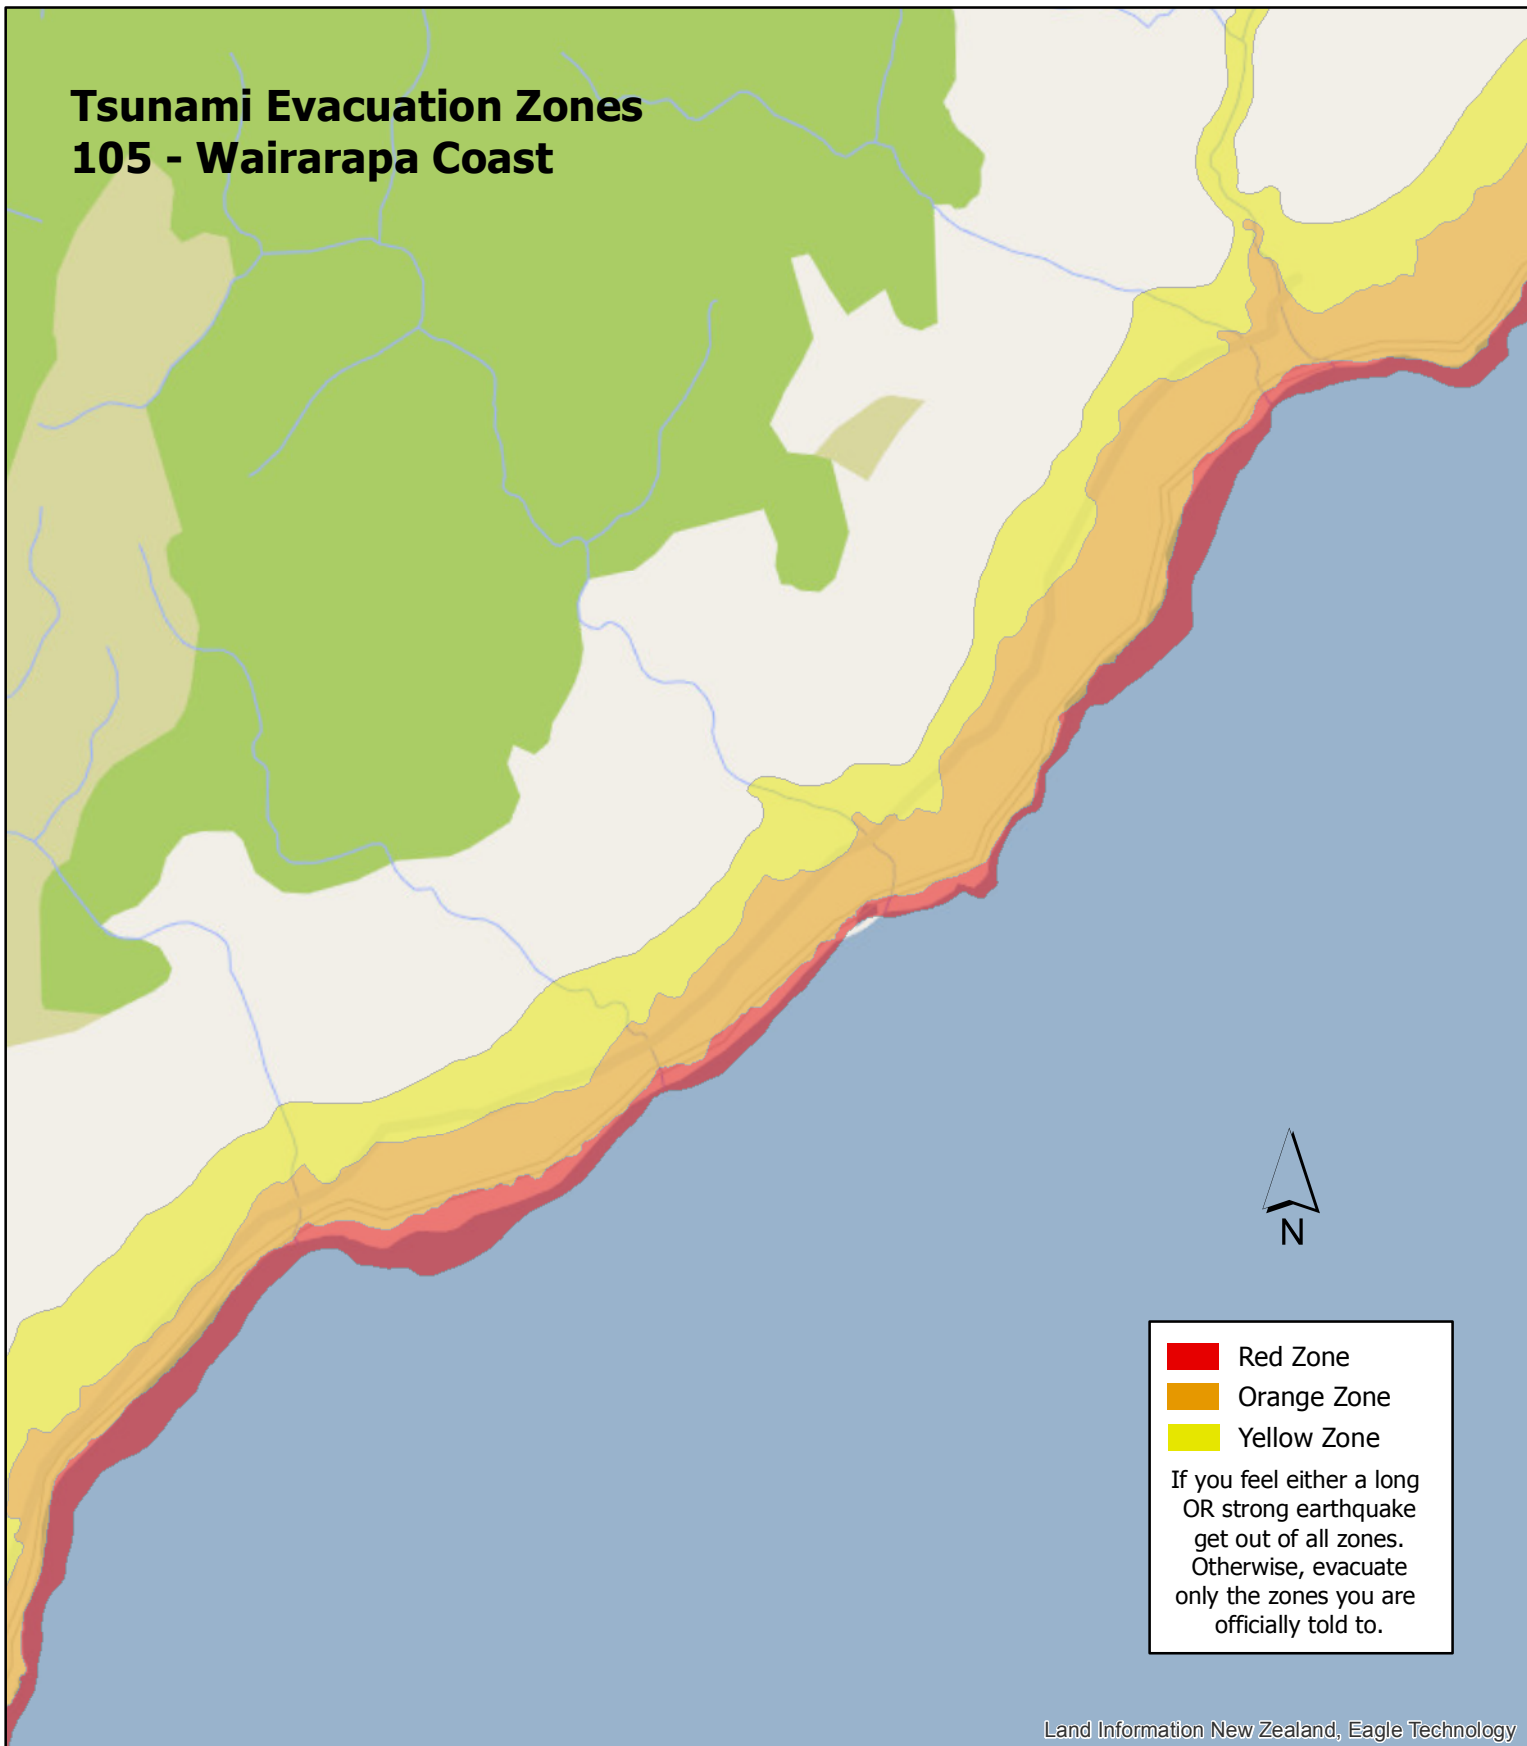 Tsunami Evacuation Zones
105 - Wairarapa Coast
N
Red Zone
Orange Zone
Yellow Zone
If you feel either a long
OR strong earthquake
get out of all zones.
Otherwise, evacuate
only the zones you are
officially told to.
Land Information New Zealand, Eagle Technology